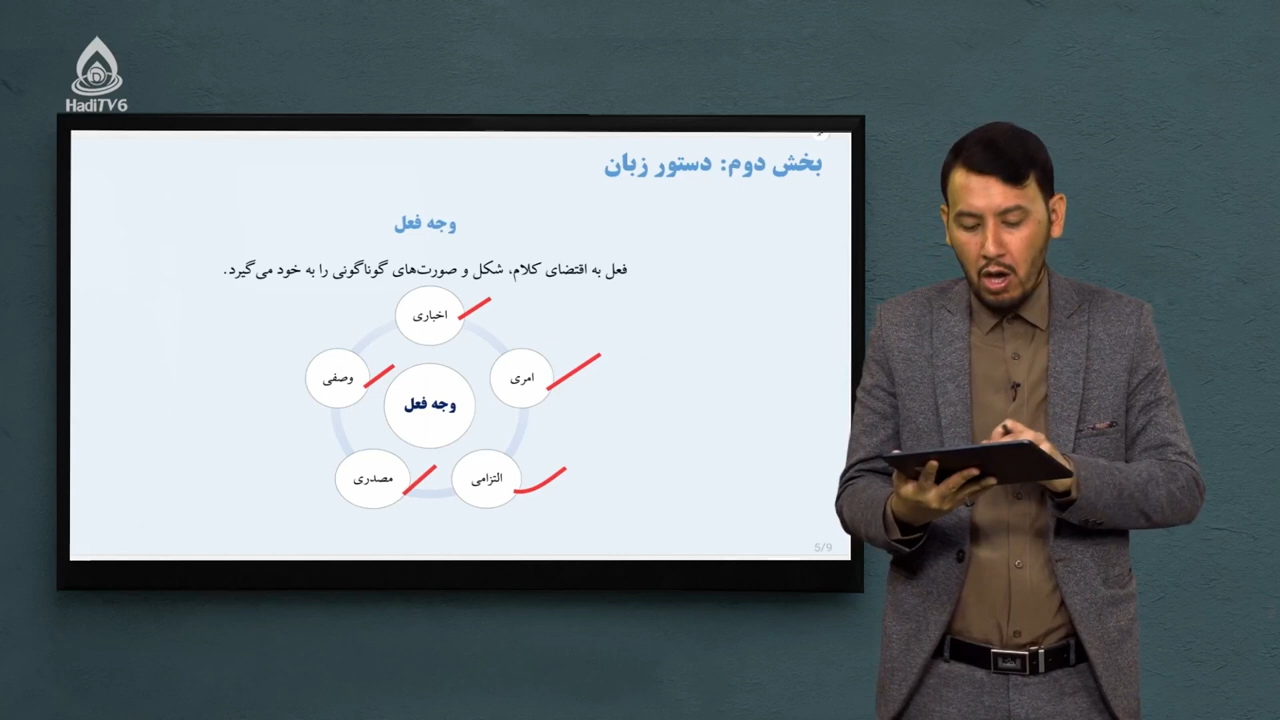 HadiTV6
بخش دوم: دستور زبان
وجه فعل
فعل به اقتضای کلام، شکل و صورت‌های گوناگونی را به خود می‌گیرد.
اخباری
امری
وصفی
وجه فعل
التزامی
مصدری
5/9